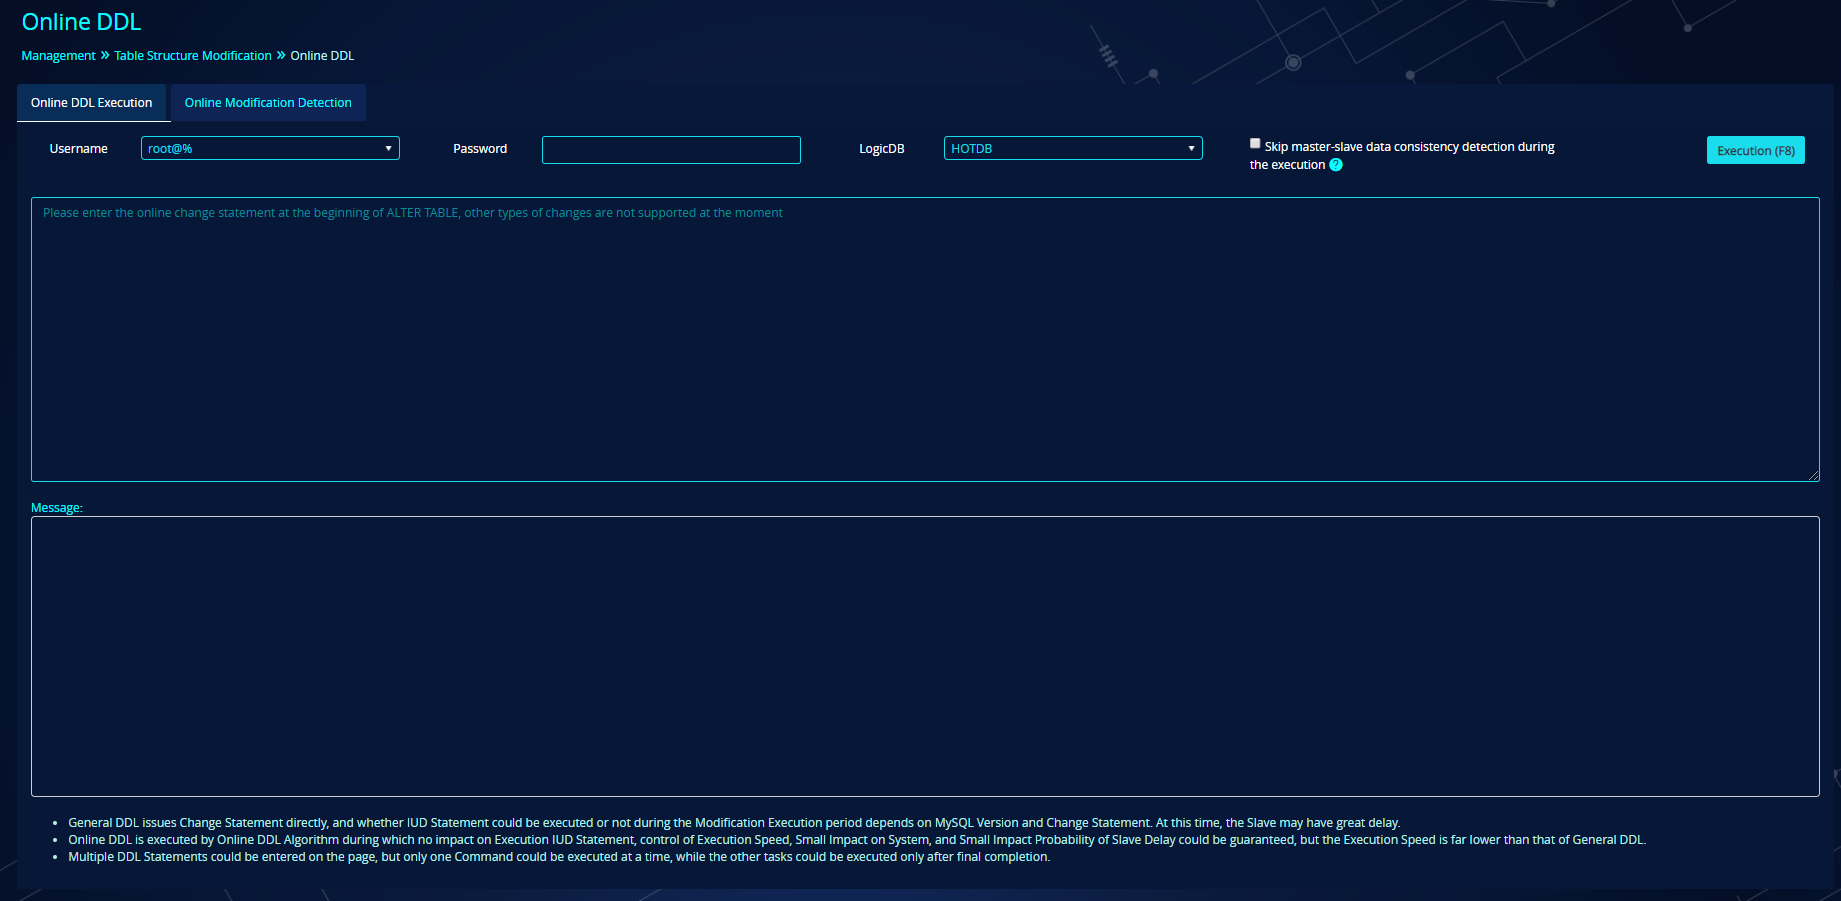 Online DDL
Management » Table Structure Modification » Online DDL
Online DDL Execution Online Modification Detection
Username root@% Password LogicDB HOTDB Skip master-slave data consistency detection during
the execution ? Execution (F8)
Please enter the online change statement at the beginning of ALTER TABLE, other types of changes are not supported at the moment
Message:
• General DDL issues Change Statement directly, and whether IUD Statement could be executed or not during the Modification Execution period depends on MySQL Version and Change Statement. At this time, the Slave may have great delay.
• Online DDL is executed by Online DDL Algorithm during which no impact on Execution IUD Statement, control of Execution Speed, Small Impact on System, and Small Impact Probability of Slave Delay could be guaranteed, but the Execution Speed is far lower than that of General DDL.
• Multiple DDL Statements could be entered on the page, but only one Command could be executed at a time, while the other tasks could be executed only after final completion.